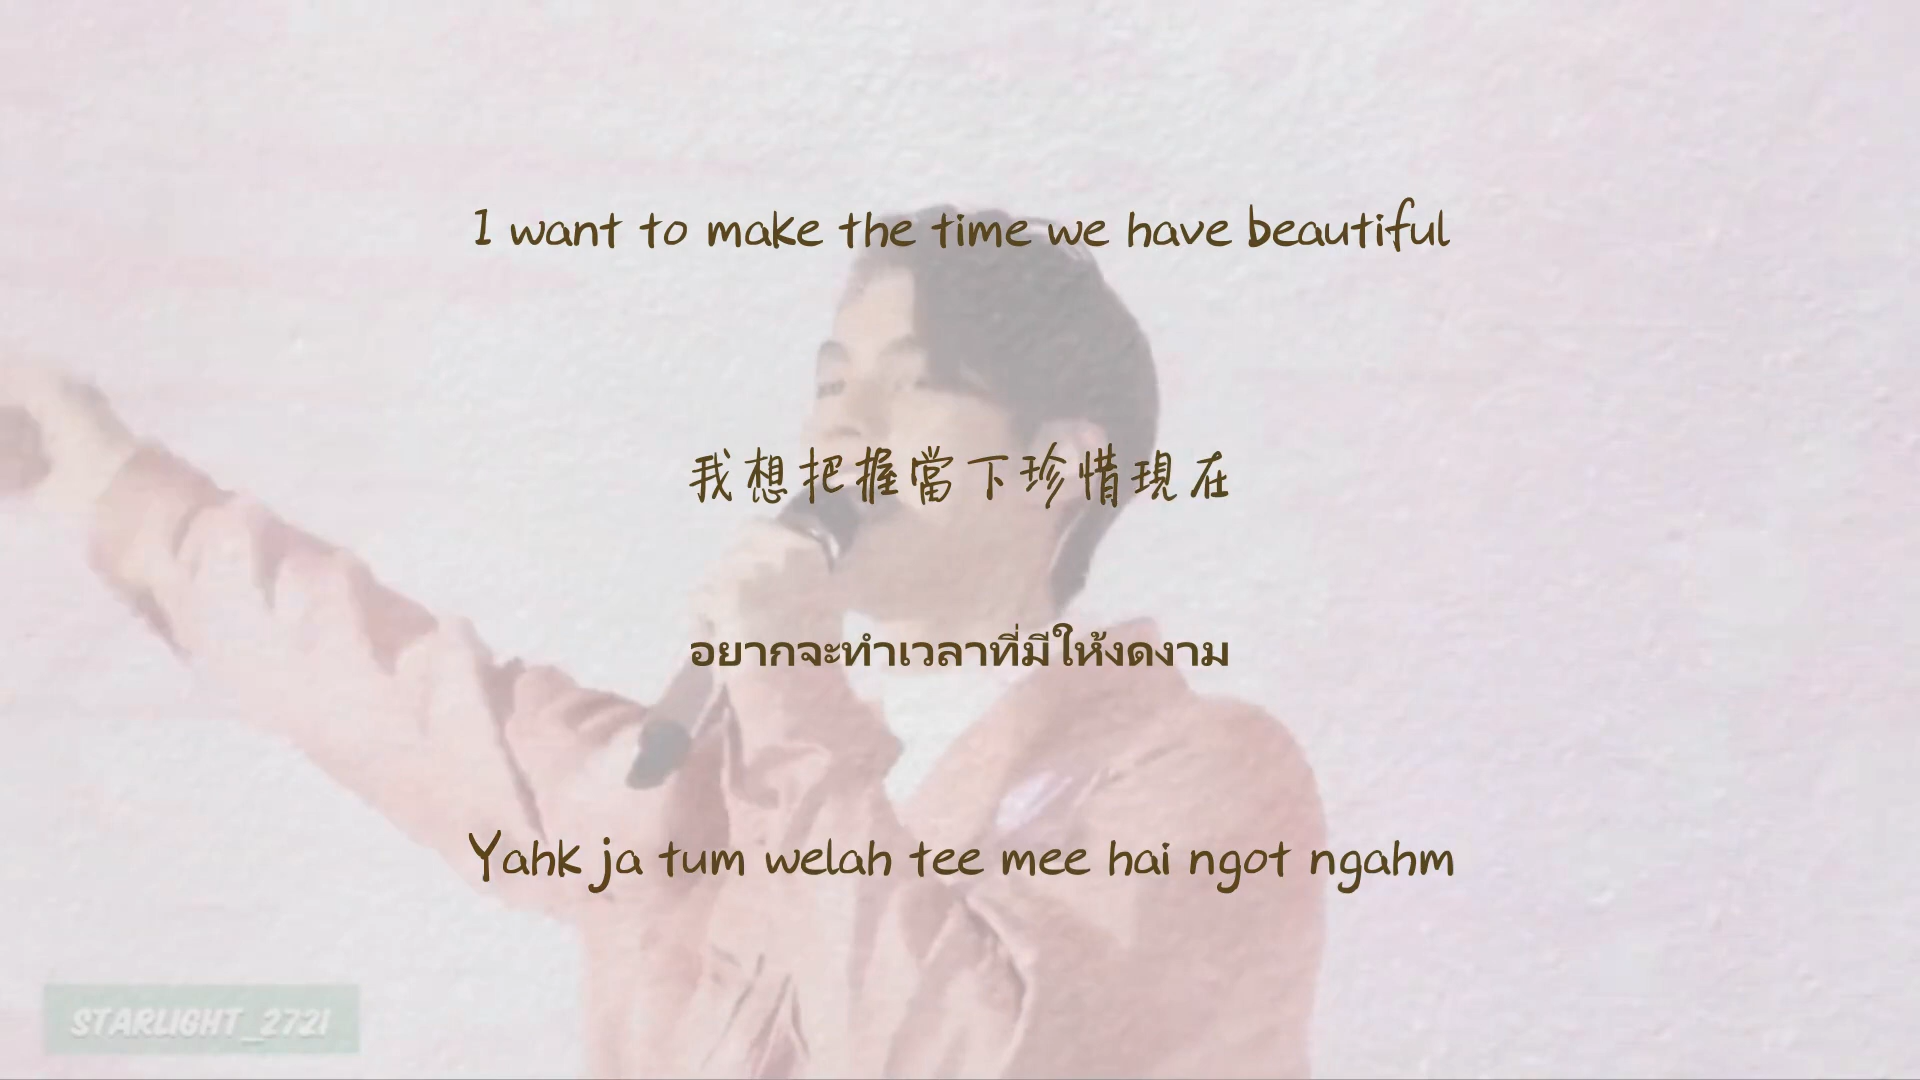 I want to make the time we have beautiful
我想把握當下珍惜現在
อยากจะทำเวลาที่มีให้งดงาม
Yahk ja tum welah tee mee hai ngot ngahm
STARLIGHT_2721